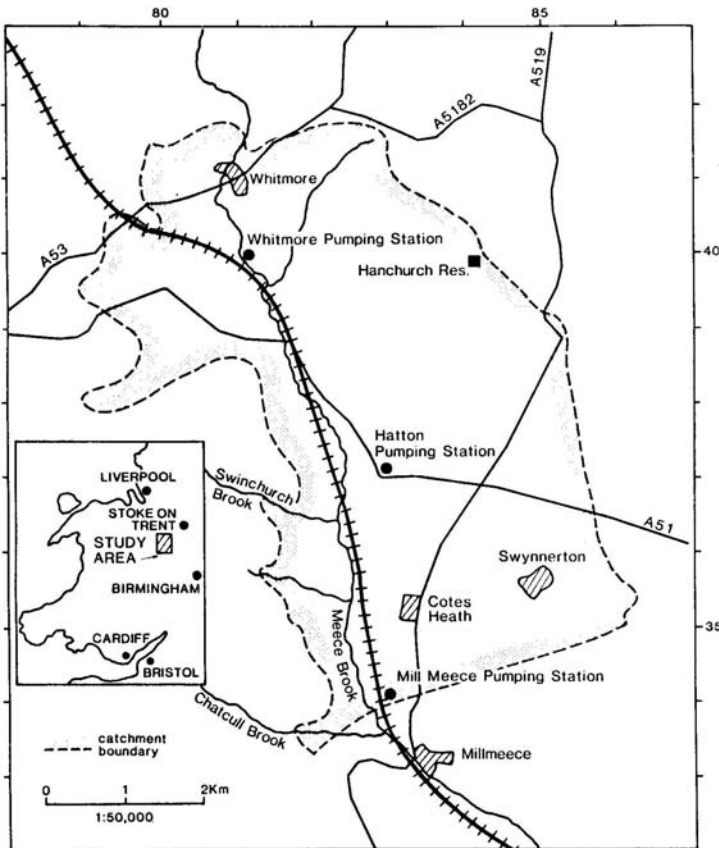 80
85
A519
A5182
Whitmore
Whitmore Pumping Station
40
A53
Hanchurch Res.
Hatton
Pumping Station
LIVERPOOL
STOKE ON
TRENT
STUDY
AREA
BIRMINGHAM
CARDIFF
BRISTOL
Swinchurch
Brook
A51
Swynnerton
Cotes
Heath
35
Meece Brook
Mill Meece Pumping Station
Chatcull Brook
Millmeece
catchment
boundary
0 1 2Km
1:50,000